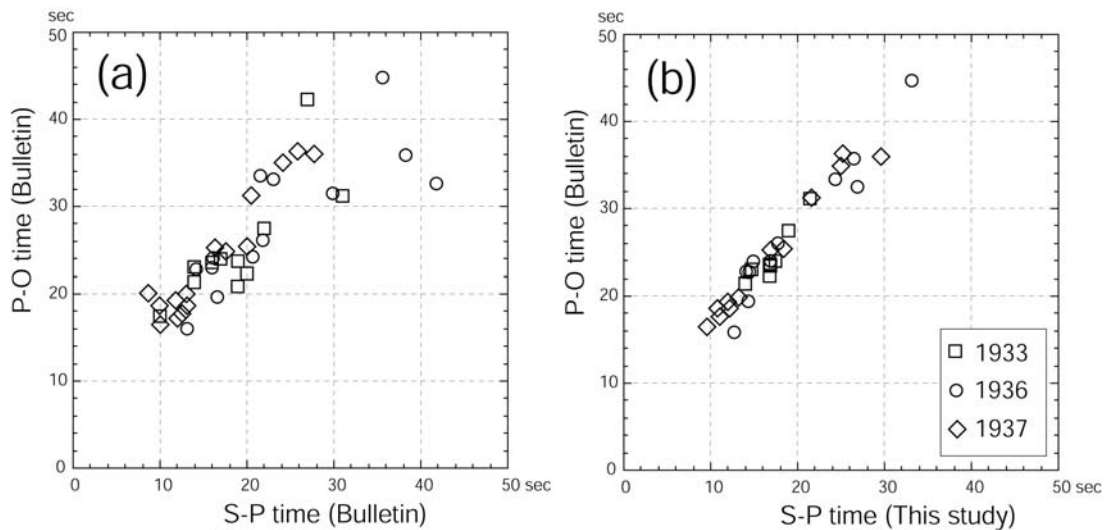 sec
50
40
30
20
10
0
(a)
P-O time (Bulletin)
0 10 20 30 40 50 sec
S-P time (Bulletin)
sec
50
40
30
20
10
0
(b)
P-O time (Bulletin)
1933
1936
1937
0 10 20 30 40 50 sec
S-P time (This study)